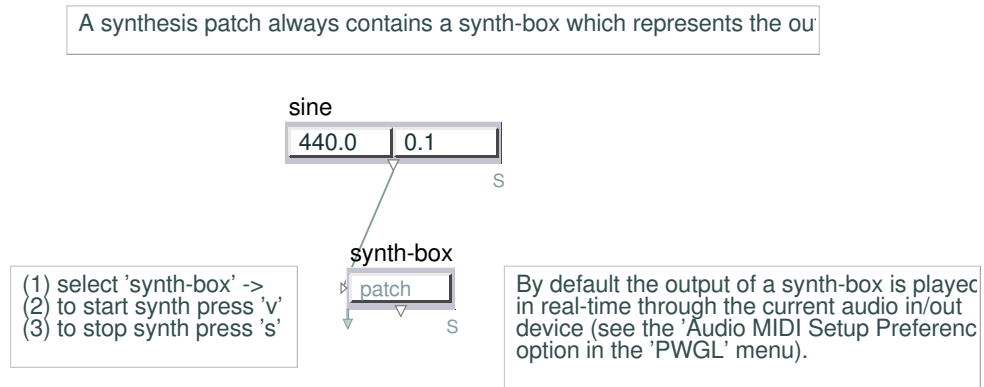 A synthesis patch always contains a synth-box which represents the ou
sine
440.0 0.1
S
synth-box
patch
S
(1) select 'synth-box' ->
(2) to start synth press 'v'
(3) to stop synth press 's'
By default the output of a synth-box is played
in real-time through the current audio in/out
device (see the 'Audio MIDI Setup Preferenc
option in the 'PWGL' menu).